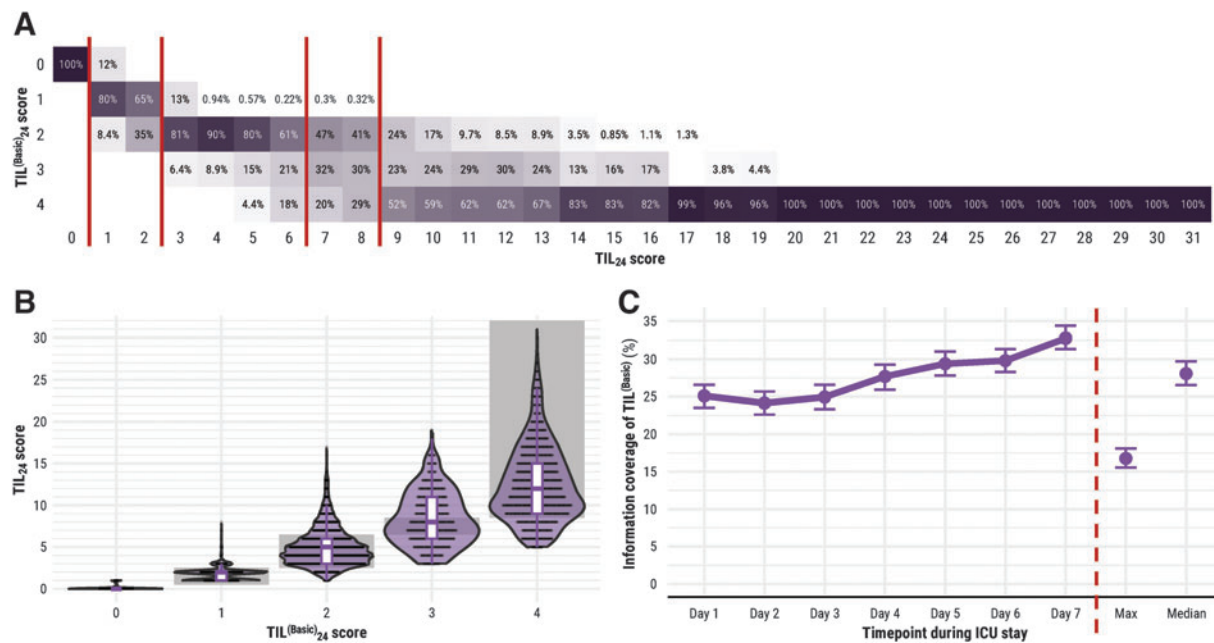 A
0 100% 12%
1 80% 65% 13% 0.94% 0.57% 0.22% 0.3% 0.32%
2 8.4% 35% 81% 90% 80% 61% 47% 41% 24% 17% 9.7% 8.5% 8.9% 3.5% 0.85% 1.1% 1.3%
3 6.4% 8.9% 15% 21% 32% 30% 23% 24% 29% 30% 24% 13% 16% 17% 3.8% 4.4%
4 4.4% 18% 20% 29% 52% 59% 62% 62% 67% 83% 83% 82% 99% 96% 96% 100% 100% 100% 100% 100% 100% 100% 100% 100% 100% 100% 100%
TIL(Basic)24 score
0 1 2 3 4 5 6 7 8 9 10 11 12 13 14 15 16 17 18 19 20 21 22 23 24 25 26 27 28 29 30 31
TIL24 score
B
30
25
20
15
10
5
0
TIL24 score
0 1 2 3 4
TIL(Basic)24 score
C
35
30
25
20
15
10
5
0
Information coverage of TIL(Basic) (%)
Day 1 Day 2 Day 3 Day 4 Day 5 Day 6 Day 7 Max Median
Timepoint during ICU stay